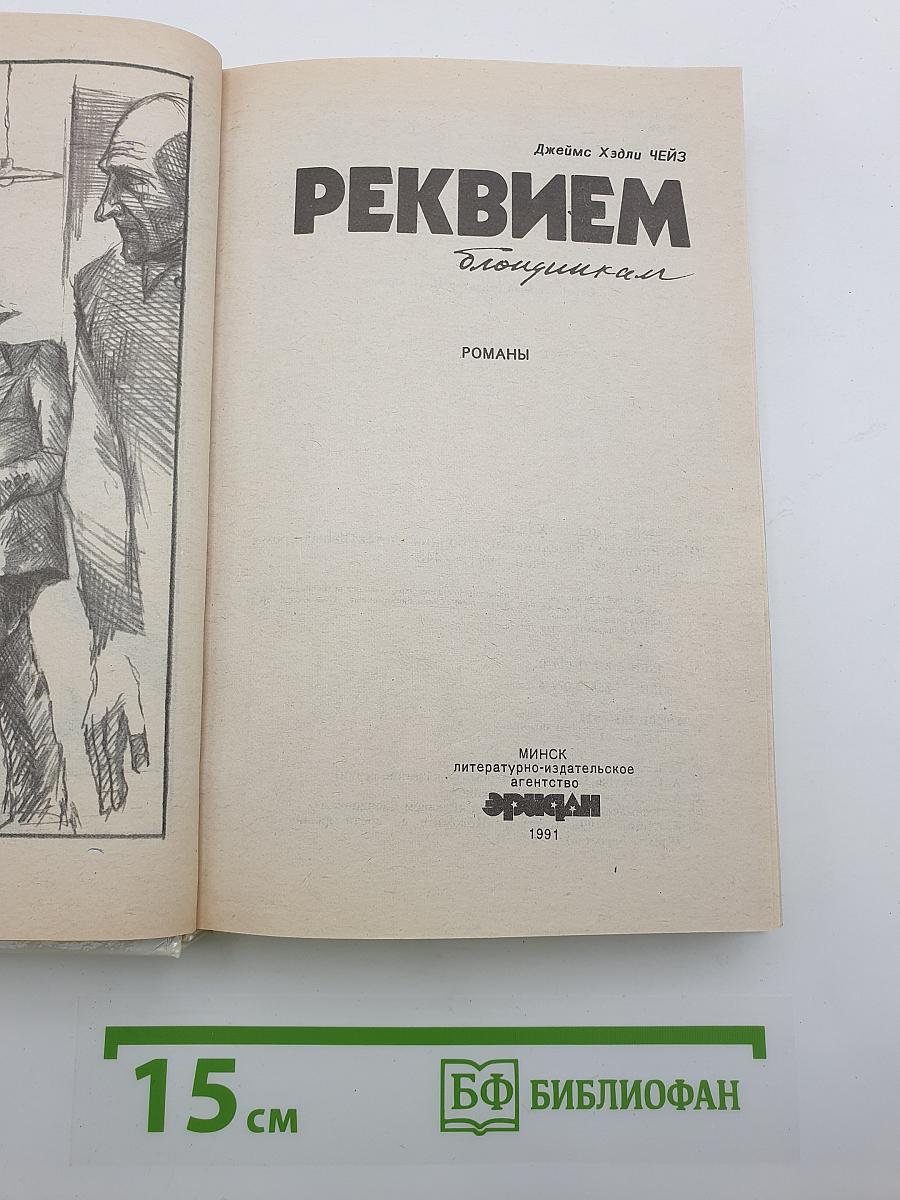 Джеймс Хэдли ЧЕЙЗ
РЕКВИЕМ
блондинкам
РОМАНЫ
МИНСК
литературно-издательское
агентство
Эридан
1991
15 см
БФ БИБЛИОФАН